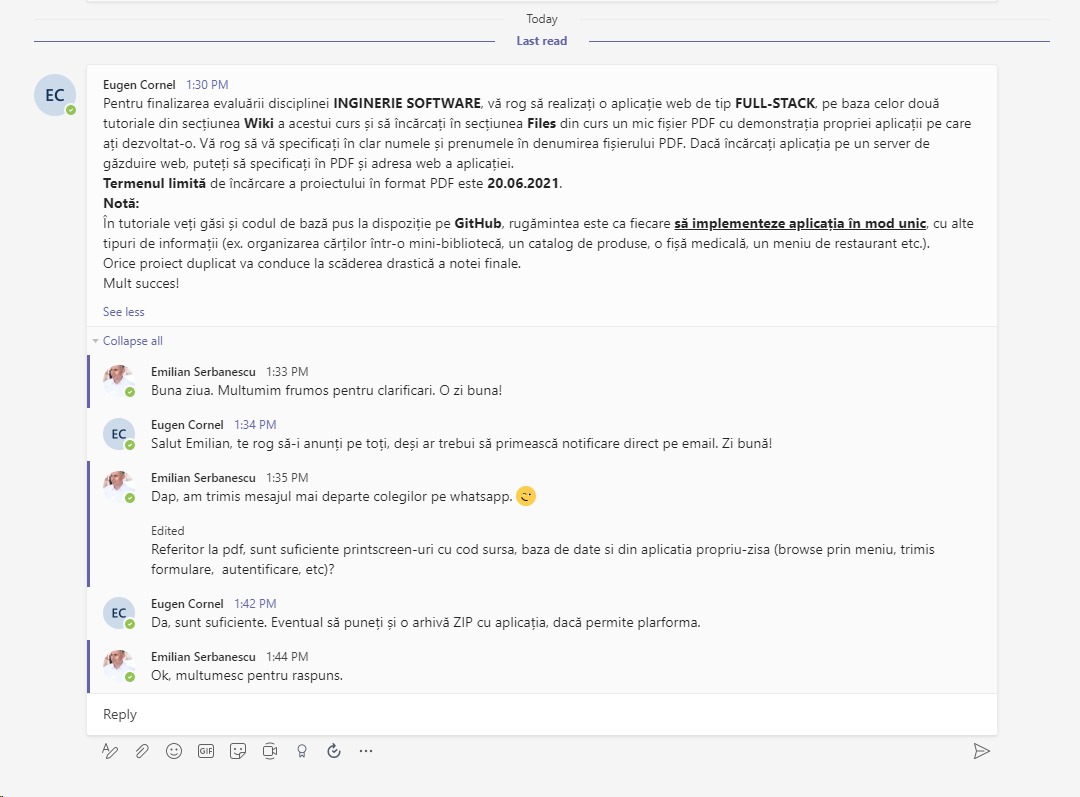 Today
Last read
EC
Eugen Cornel 1:30 PM
Pentru finalizarea evaluării disciplinei INGINERIE SOFTWARE, vă rog să realizați o aplicație web de tip FULL-STACK, pe baza celor două
tutoriale din secțiunea Wiki a acestui curs și să încărcați în secțiunea Files din curs un mic fișier PDF cu demonstrația propriei aplicații pe care
ați dezvoltat-o. Vă rog să vă specificați în clar numele și prenumele în denumirea fișierului PDF. Dacă încărcați aplicația pe un server de
găzduire web, puteți să specificați în PDF și adresa web a aplicației.
Termenul limită de încărcare a proiectului în format PDF este 20.06.2021.
Notă:
În tutoriale veți găsi și codul de bază pus la dispoziție pe GitHub, rugămintea este ca fiecare să implementeze aplicația în mod unic, cu alte
tipuri de informații (ex. organizarea cărților într-o mini-bibliotecă, un catalog de produse, o fișă medicală, un meniu de restaurant etc.).
Orice proiect duplicat va conduce la scăderea drastică a notei finale.
Mult succes!
See less
Collapse all
Emilian Serbanescu 1:33 PM
Buna ziua. Multumim frumos pentru clarificari. O zi buna!
EC
Eugen Cornel 1:34 PM
Salut Emilian, te rog să-i anunți pe toți, deși ar trebui să primească notificare direct pe email. Zi bună!
Emilian Serbanescu 1:35 PM
Dap, am trimis mesajul mai departe colegilor pe whatsapp.
Edited
Referitor la pdf, sunt suficiente printscreen-uri cu cod sursa, baza de date si din aplicatia propriu-zisa (browse prin meniu, trimis
formulare, autentificare, etc)?
EC
Eugen Cornel 1:42 PM
Da, sunt suficiente. Eventual să puneți și o arhivă ZIP cu aplicația, dacă permite plarforma.
Emilian Serbanescu 1:44 PM
Ok, multumesc pentru raspuns.
Reply
GIF